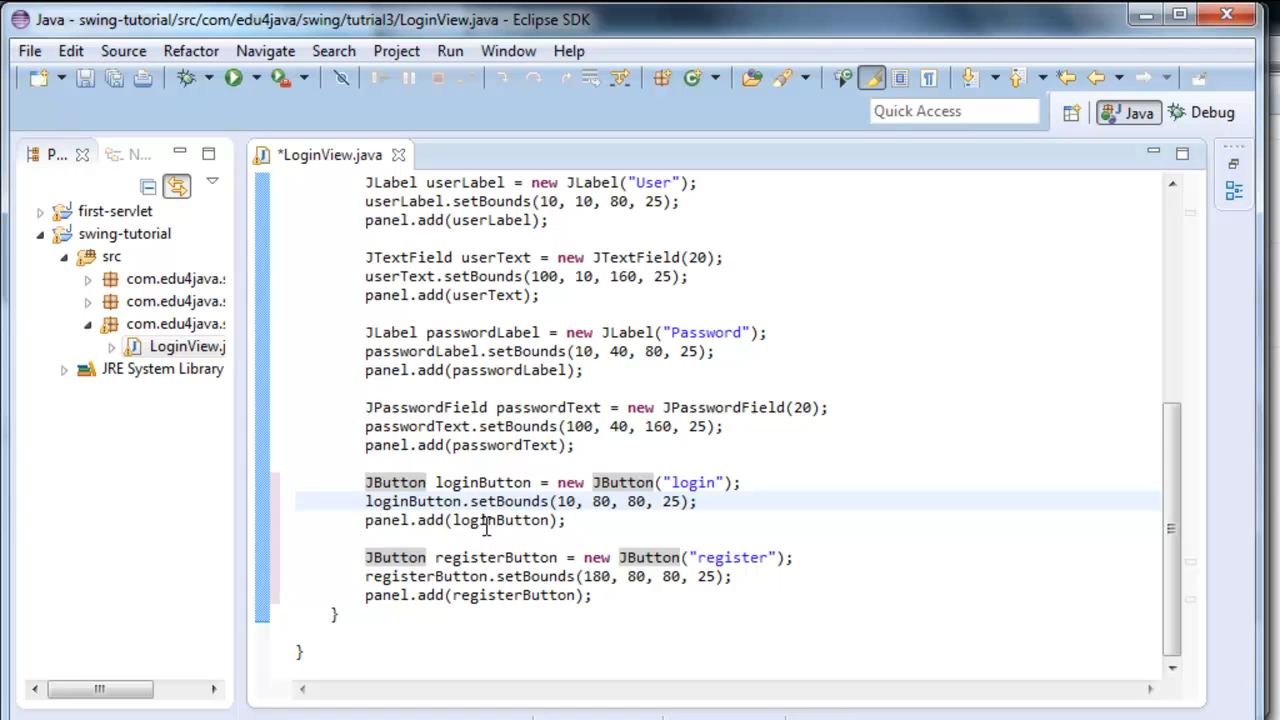 Java - swing-tutorial/src/com/edu4java/swing/tutrial3/LoginView.java - Eclipse SDK
File Edit Source Refactor Navigate Search Project Run Window Help
Quick Access
Java
Debug
P...
N...
*LoginView.java
first-servlet
swing-tutorial
src
com.edu4java.s
com.edu4java.s
com.edu4java.s
LoginView.j
JRE System Library
JLabel userLabel = new JLabel("User");
userLabel.setBounds(10, 10, 80, 25);
panel.add(userLabel);
JTextField userText = new JTextField(20);
userText.setBounds(100, 10, 160, 25);
panel.add(userText);
JLabel passwordLabel = new JLabel("Password");
passwordLabel.setBounds(10, 40, 80, 25);
panel.add(passwordLabel);
JPasswordField passwordText = new JPasswordField(20);
passwordText.setBounds(100, 40, 160, 25);
panel.add(passwordText);
JButton loginButton = new JButton("login");
loginButton.setBounds(10, 80, 80, 25);
panel.add(loginButton);
JButton registerButton = new JButton("register");
registerButton.setBounds(180, 80, 80, 25);
panel.add(registerButton);
}
}